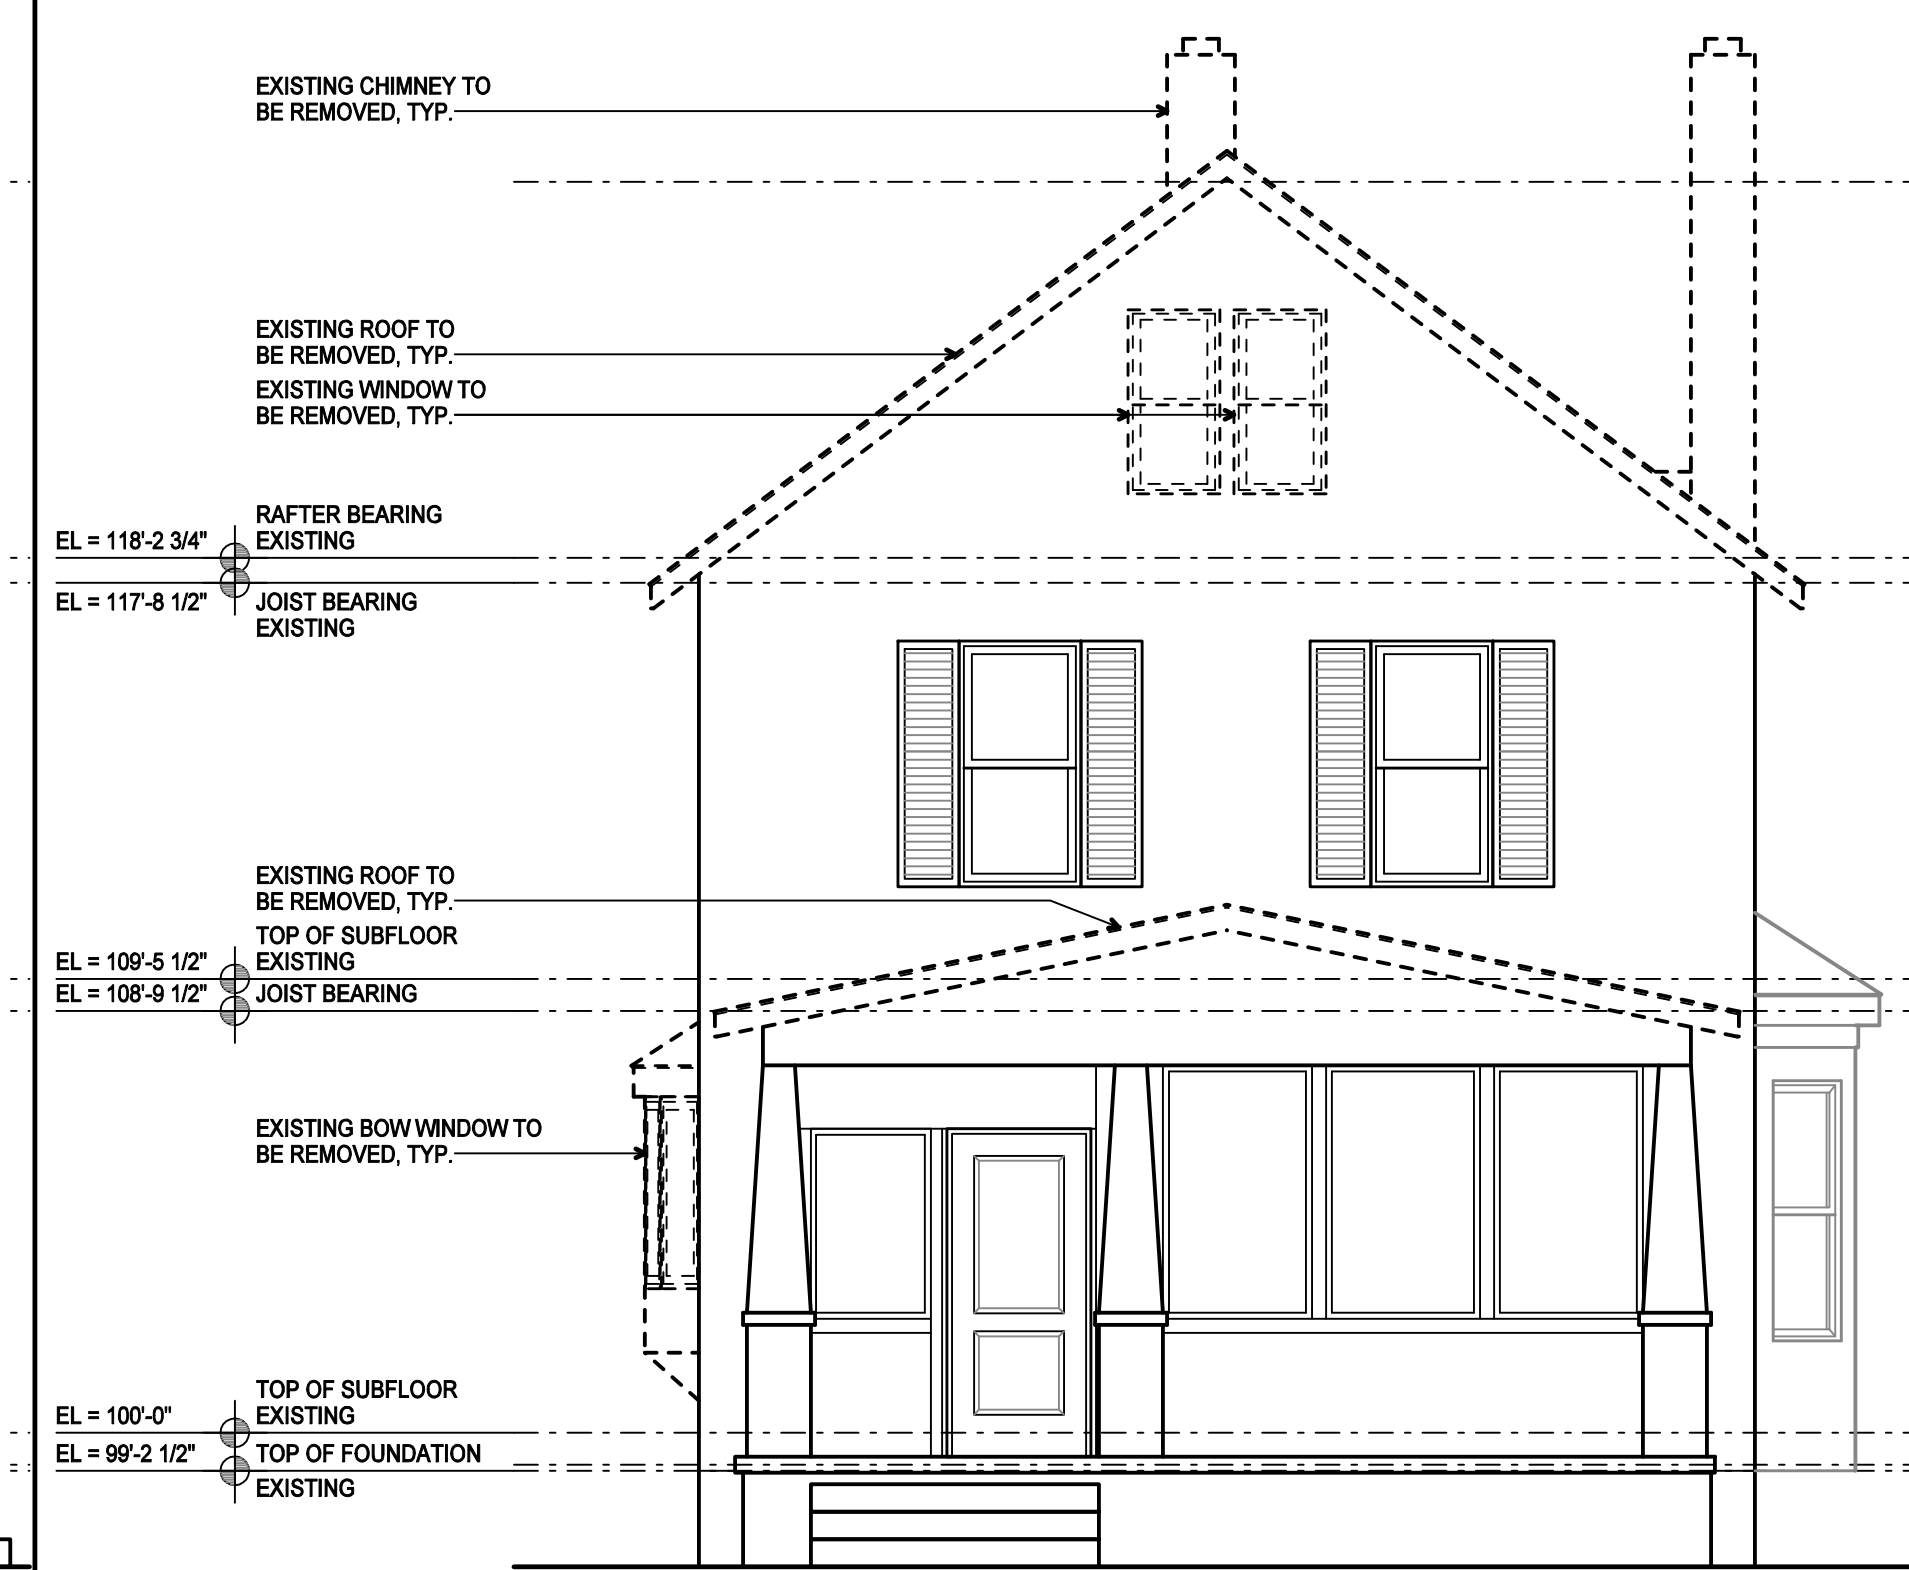 EXISTING CHIMNEY TO
BE REMOVED, TYP.
EXISTING ROOF TO
BE REMOVED, TYP.
EXISTING WINDOW TO
BE REMOVED, TYP.
RAFTER BEARING
EL = 118'-2 3/4" EXISTING
EL = 117'-8 1/2" JOIST BEARING
EXISTING
EXISTING ROOF TO
BE REMOVED, TYP.
TOP OF SUBFLOOR
EL = 109'-5 1/2" EXISTING
EL = 108'-9 1/2" JOIST BEARING
EXISTING BOW WINDOW TO
BE REMOVED, TYP.
TOP OF SUBFLOOR
EL = 100'-0" EXISTING
EL = 99'-2 1/2" TOP OF FOUNDATION
EXISTING